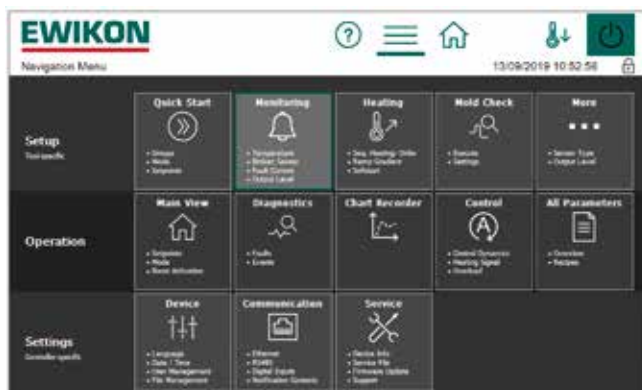 EWIKON
?
Navigation Menu
13/09/2019 10:52:56
Setup
Tool specific
Quick Start
• Groups
• Mode
• Setpoints
Monitoring
• Temperature
• Broken Sensor
• Fault Current
• Output Level
Heating
• Seq. Heating Order
• Ramp Gradient
• Softstart
Mold Check
• Execute
• Settings
More
• Sensor Type
• Output Level
Operation
Main View
• Setpoints
• Mode
• Boost Activation
Diagnostics
• Faults
• Events
Chart Recorder
Control
A
• Control Dynamics
• Heating Signal
All Parameters
• Overview
• Recipes
Settings
Controller specific
Device
• Language
• Date / Time
• User Management
• File Management
Communication
• Ethernet
• RS485
• Digital Inputs
• Notification Contacts
Service
• Device Info
• Service File
• Firmware Update
• Support